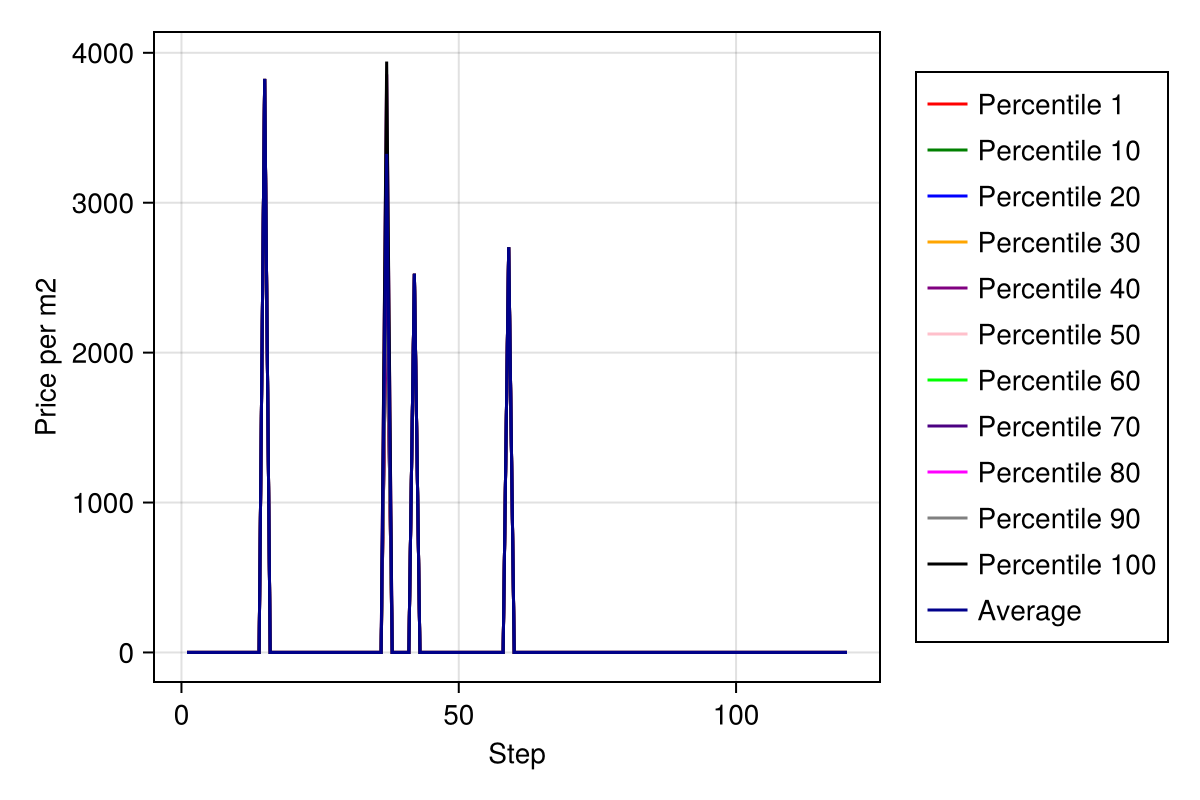 4000
3000
2000
1000
0
Price per m2
0
50
100
Step
Percentile 1
Percentile 10
Percentile 20
Percentile 30
Percentile 40
Percentile 50
Percentile 60
Percentile 70
Percentile 80
Percentile 90
Percentile 100
Average